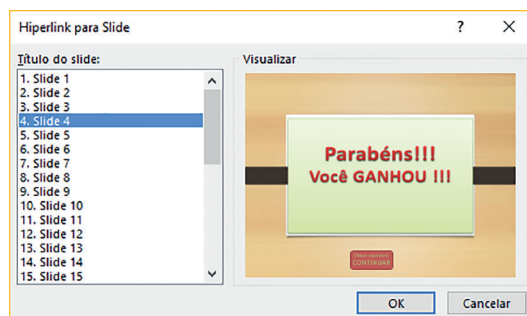 Hiperlink para Slide ? X
Título do slide:
1. Slide 1
2. Slide 2
3. Slide 3
4. Slide 4
5. Slide 5
6. Slide 6
7. Slide 7
8. Slide 8
9. Slide 9
10. Slide 10
11. Slide 11
12. Slide 12
13. Slide 13
14. Slide 14
15. Slide 15
Visualizar
Parabéns!!!
Você GANHOU !!!
CONTINUAR
OK Cancelar